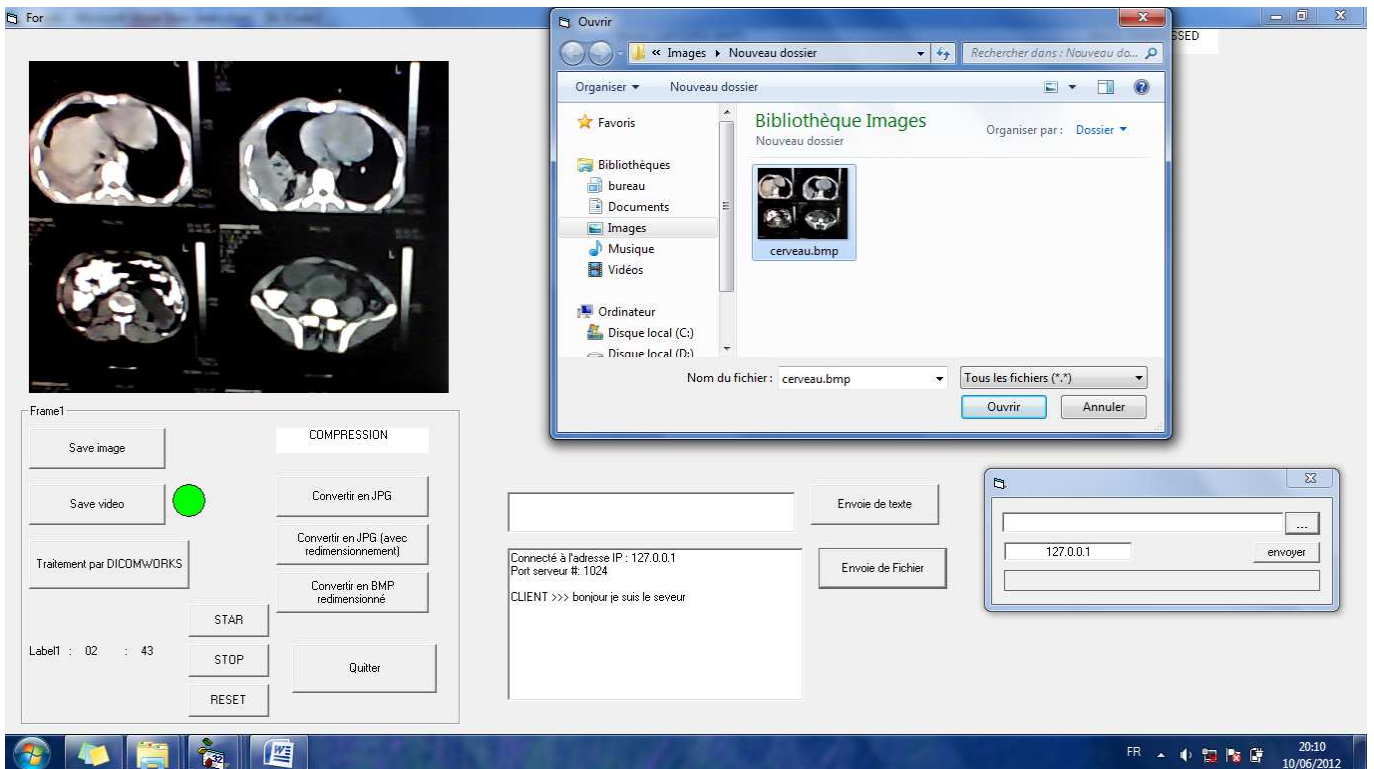 For
SSED
L
L
L
L
Frame1
Save image
COMPRESSION
Save video
Convertir en JPG
Convertir en JPG (avec
redimensionnement)
Traitement par DICOMWORKS
Convertir en BMP
redimensionné
STAR
Label1 : 02 : 43
STOP
Quitter
RESET
Ouvrir
« Images Nouveau dossier
Rechercher dans : Nouveau do...
Organiser Nouveau dossier
Favoris
Bibliothèques
bureau
Documents
Images
Musique
Vidéos
Ordinateur
Disque local (C:)
Disque local (D:)
Bibliothèque Images
Nouveau dossier
Organiser par : Dossier
cerveau.bmp
Nom du fichier : cerveau.bmp
Tous les fichiers (*.*)
Ouvrir Annuler
Envoie de texte
Connecté à l'adresse IP : 127.0.0.1
Port serveur #: 1024
CLIENT >>> bonjour je suis le seveur
Envoie de Fichier
...
127.0.0.1
envoyer
FR
20:10
10/06/2012